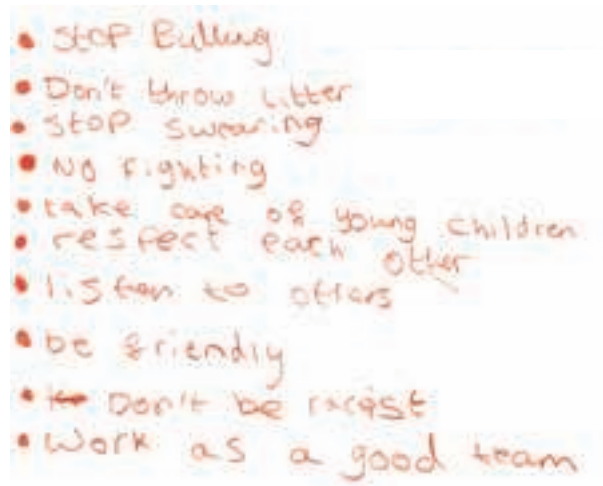 • Stop Bulling
• Don't throw Litter
• Stop swearing
• No fighting
• take care of young children
• respect each other
• listen to others
• be friendly
• Don't be racist
• Work as a good team